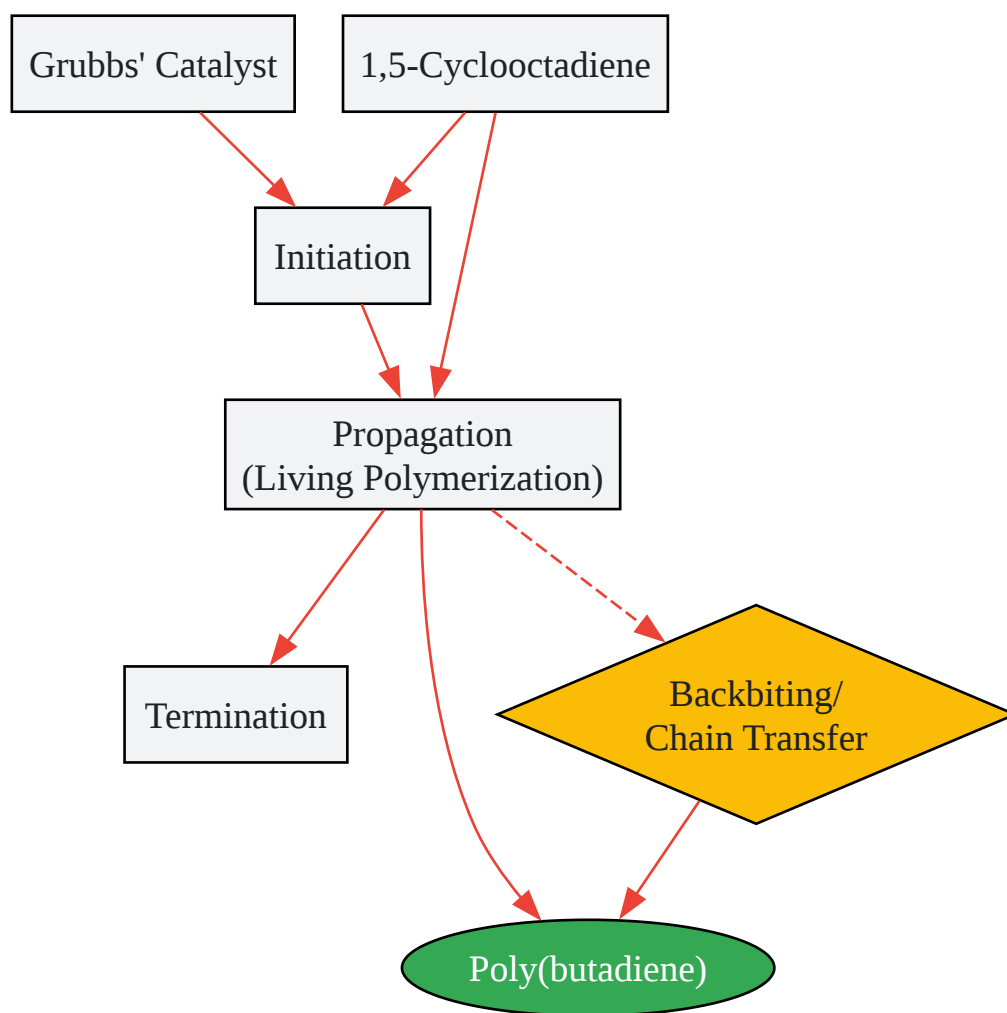 Grubbs' Catalyst
1,5-Cyclooctadiene
Initiation
Propagation
(Living Polymerization)
Termination
Backbiting/
Chain Transfer
Poly(butadiene)